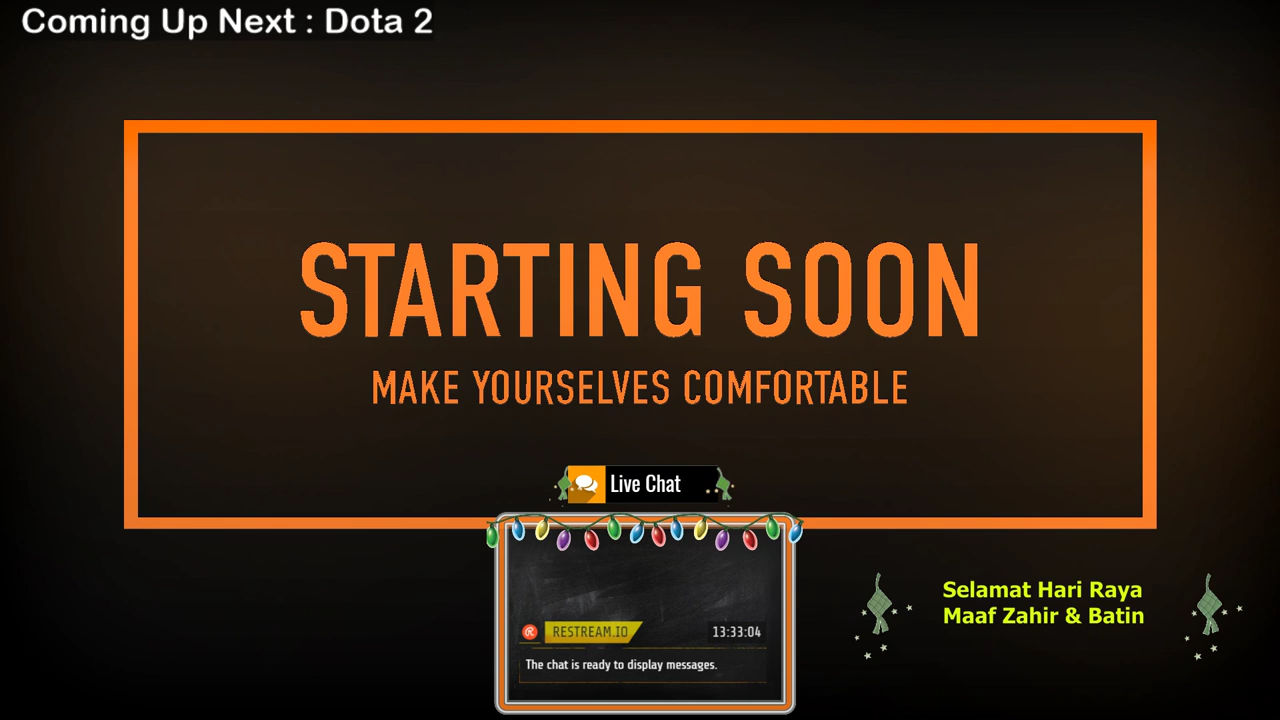 Coming Up Next : Dota 2
STARTING SOON
MAKE YOURSELVES COMFORTABLE
Live Chat
RESTREAM.IO 13:33:04
The chat is ready to display messages.
Selamat Hari Raya
Maaf Zahir & Batin